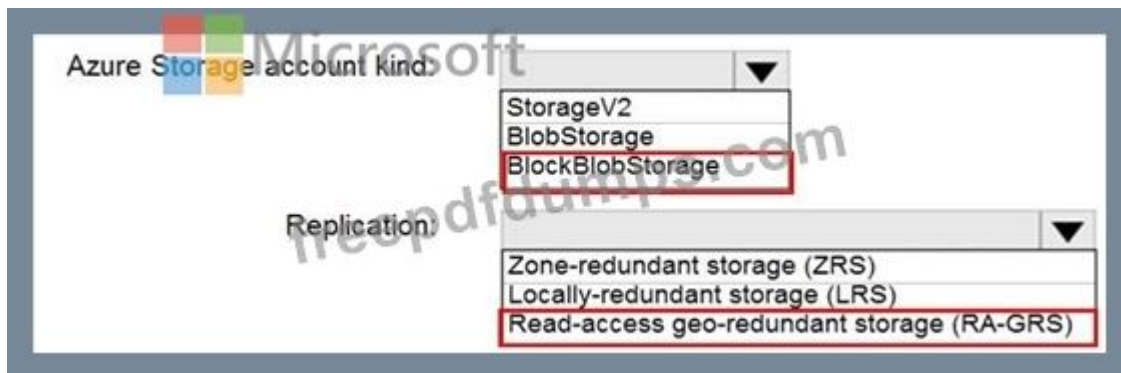 Microsoft
Azure Storage account kind:
StorageV2
BlobStorage
BlockBlobStorage
freepdfdumps.com
Replication:
Zone-redundant storage (ZRS)
Locally-redundant storage (LRS)
Read-access geo-redundant storage (RA-GRS)